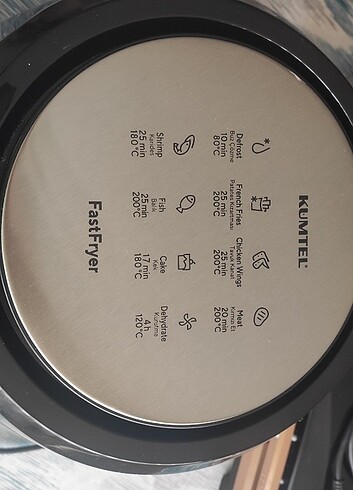 KUMTEL
Defrost
Buz Çözme
10 min
80°C
French Fries
Patates Kızartması
25 min
200°C
Chicken Wings
Tavuk Kanat
25 min
200°C
Meat
Kırmızı Et
20 min
200°C
Shrimp
Karides
25 min
180°C
Fish
Balık
25 min
200°C
Cake
Kek
17 min
180°C
Dehydrate
Kurutma
4 h
120°C
FastFryer